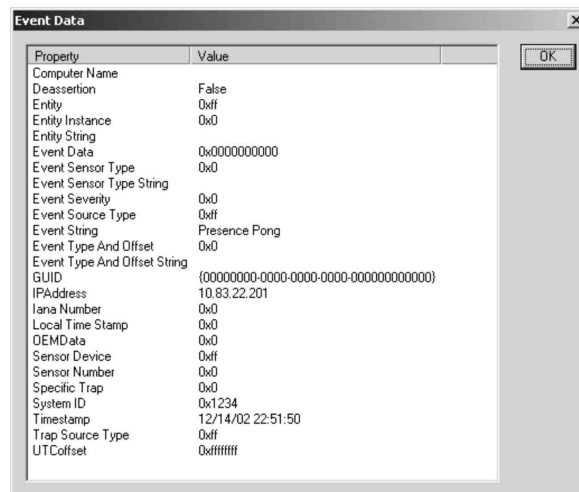 Event Data
Property Value
OK
Computer Name
Deassertion False
Entity 0xff
Entity Instance 0x0
Entity String
Event Data 0x0000000000
Event Sensor Type 0x0
Event Sensor Type String
Event Severity 0x0
Event Source Type 0xff
Event String Presence Pong
Event Type And Offset 0x0
Event Type And Offset String
GUID {00000000-0000-0000-0000-000000000000}
IPAddress 10.83.22.201
Iana Number 0x0
Local Time Stamp 0x0
OEMData 0x0
Sensor Device 0xff
Sensor Number 0x0
Specific Trap 0x0
System ID 0x1234
Timestamp 12/14/02 22:51:50
Trap Source Type 0xff
UTCoffset 0xffffffff